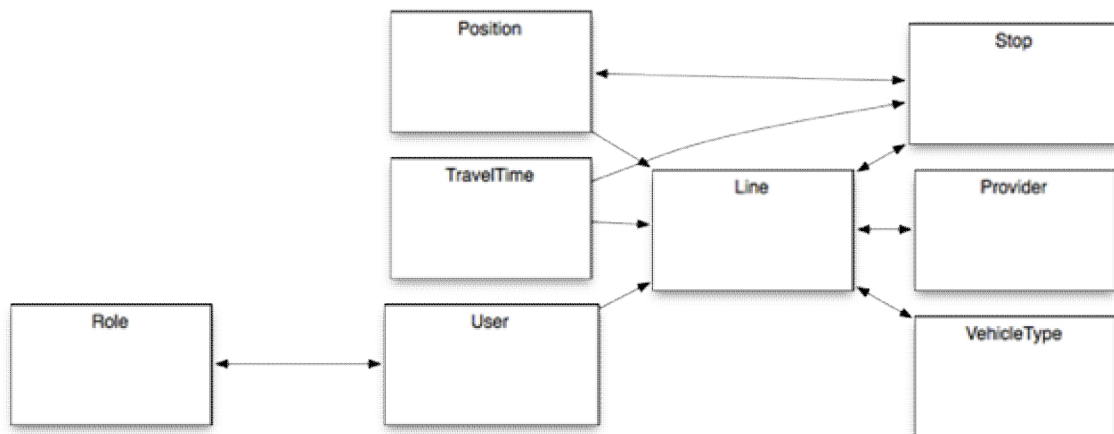 Position
Stop
TravelTime
Line
Provider
Role
User
VehicleType